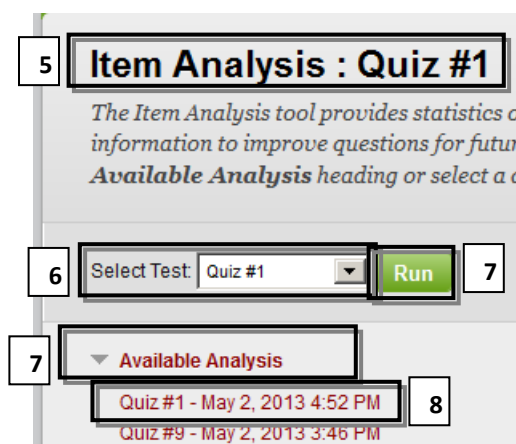 5 Item Analysis : Quiz #1
The Item Analysis tool provides statistics
information to improve questions for
Available Analysis heading or select a
6 Select Test: Quiz #1 Run 7
7 Available Analysis
Quiz #1 - May 2, 2013 4:52 PM 8
Quiz #9 - May 2, 2013 3:46 PM